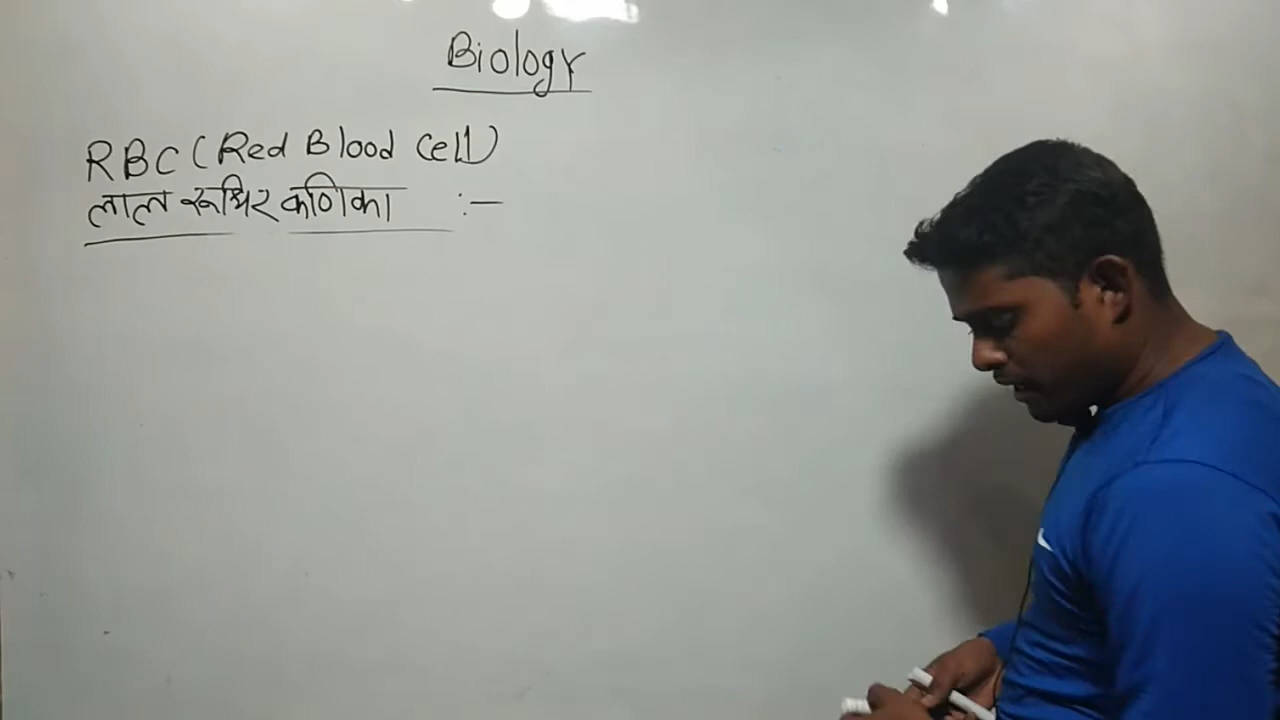 Biology
RBC (Red Blood Cell)
लाल रूधिर कणिका :-